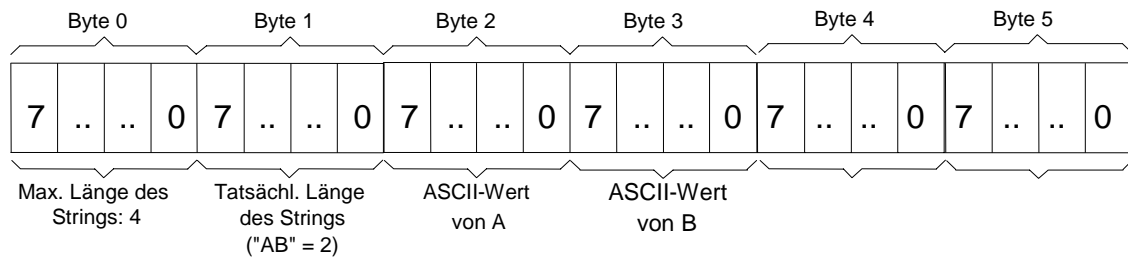 Byte 0 Byte 1 Byte 2 Byte 3 Byte 4 Byte 5
7 .. .. 0 7 .. .. 0 7 .. .. 0 7 .. .. 0 7 .. .. 0 7 .. .. 0
Max. Länge des
Strings: 4
Tatsächl. Länge
des Strings
("AB" = 2)
ASCII-Wert
von A
ASCII-Wert
von B